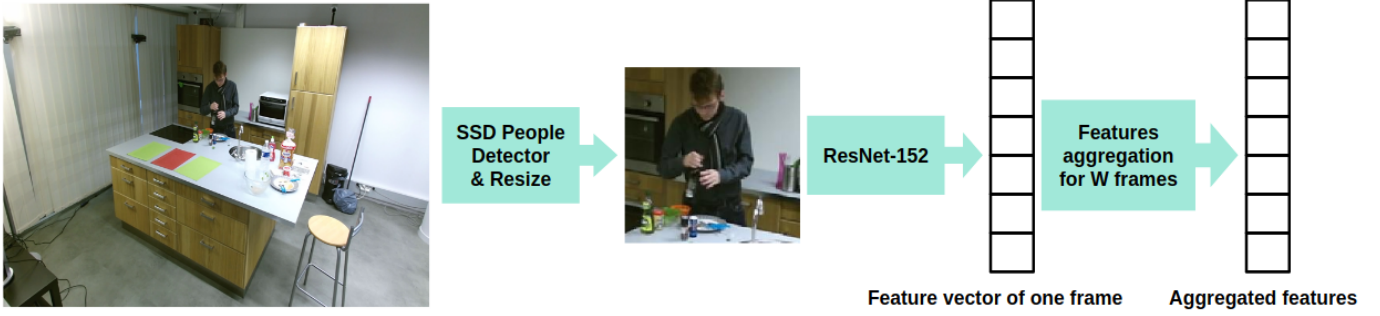 SSD People
Detector
& Resize
ResNet-152
Features
aggregation
for W frames
Feature vector of one frame
Aggregated features